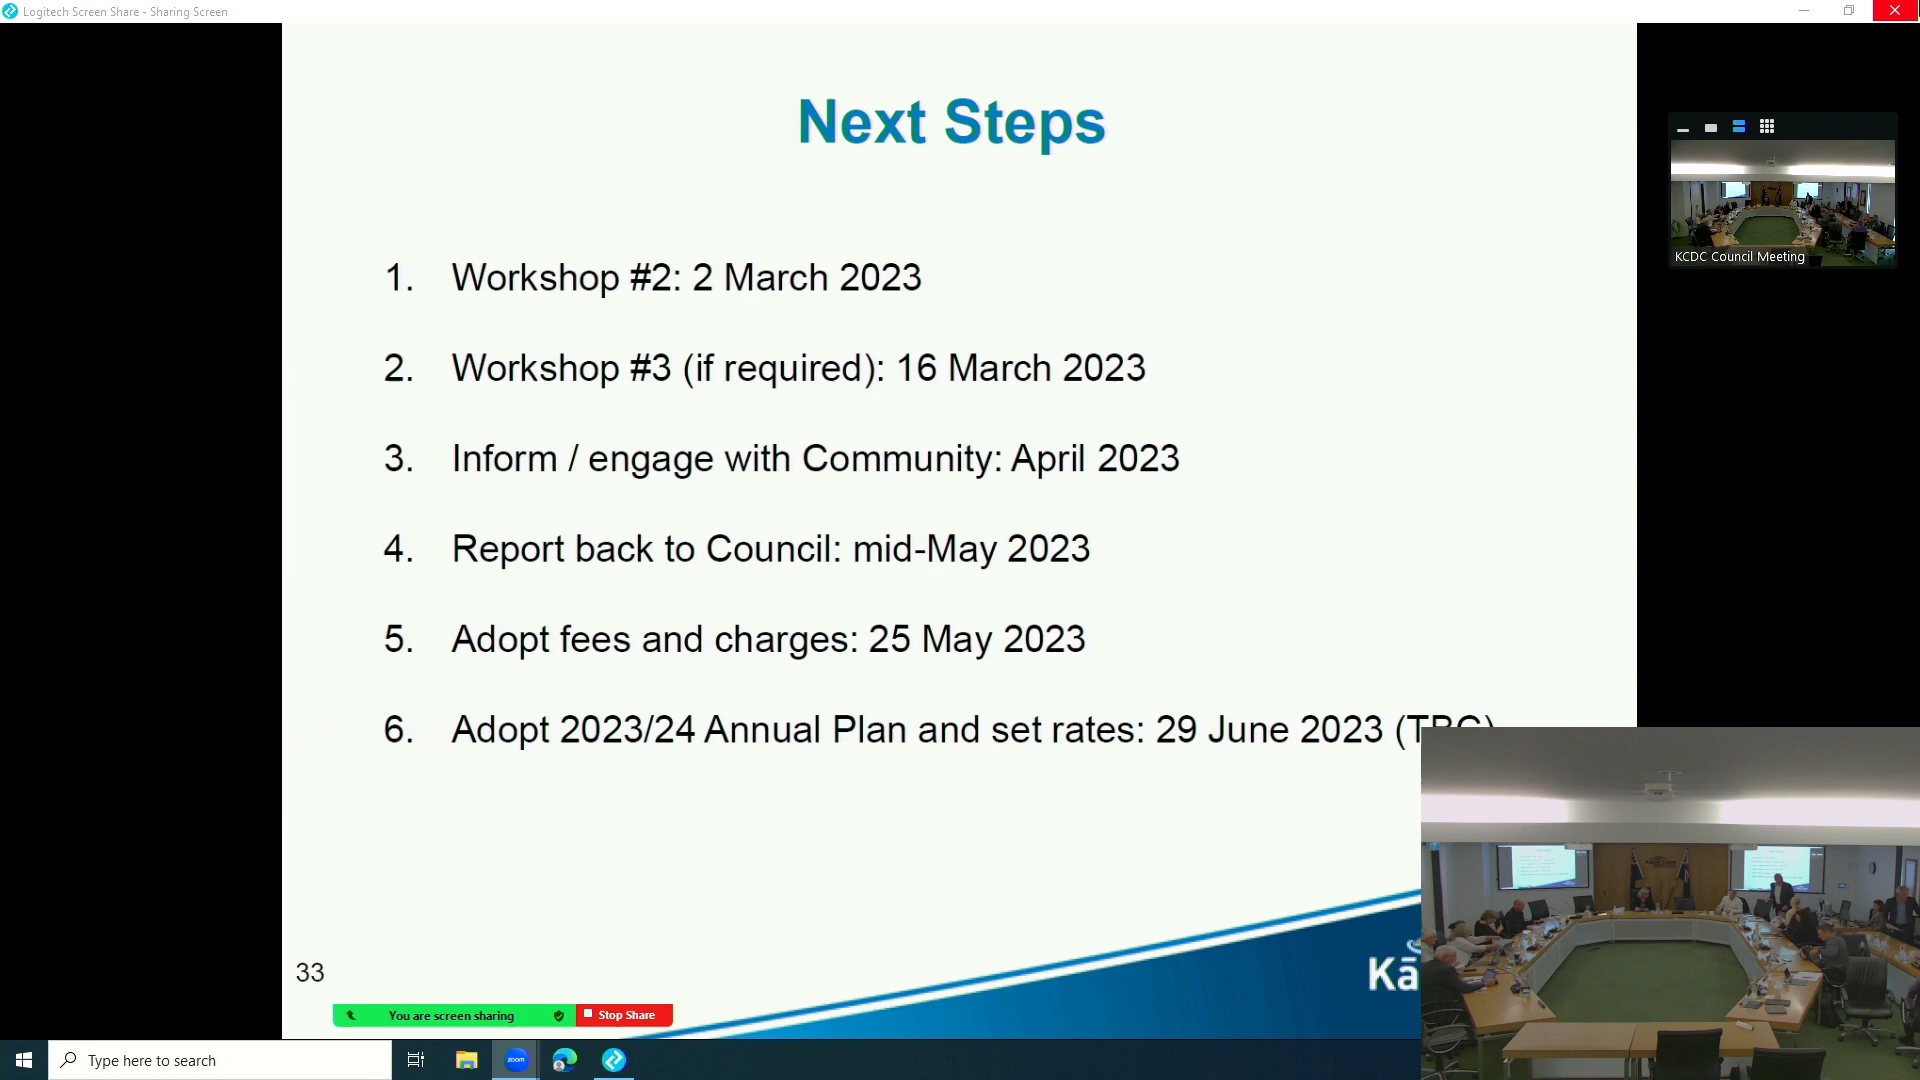 Logitech Screen Share - Sharing Screen
Next Steps
1. Workshop #2: 2 March 2023
2. Workshop #3 (if required): 16 March 2023
3. Inform / engage with Community: April 2023
4. Report back to Council: mid-May 2023
5. Adopt fees and charges: 25 May 2023
6. Adopt 2023/24 Annual Plan and set rates: 29 June 2023 (TBC)
KCDC Council Meeting
33
Kā
You are screen sharing
Stop Share
Type here to search
zoom